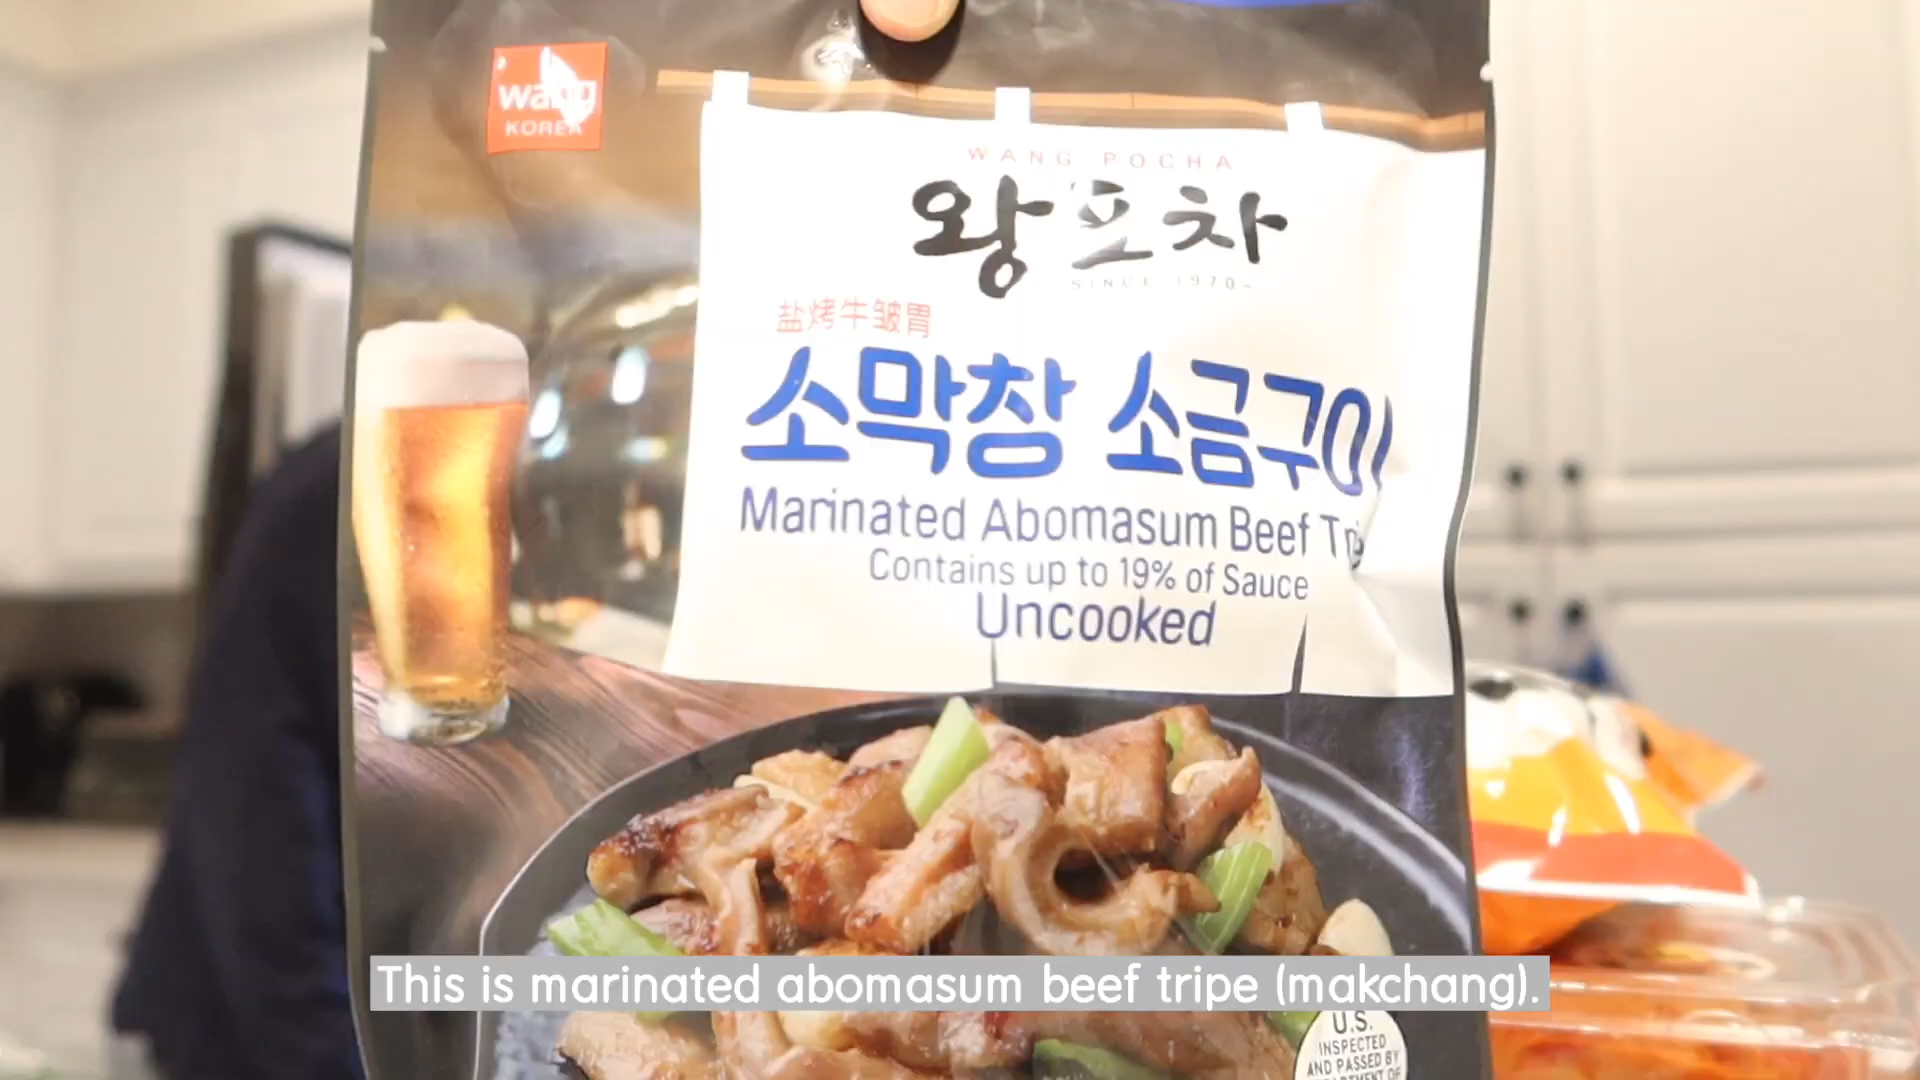 wang
KOREA
WANG POCHA
왕포차
SINCE 1970~
盐烤牛皱胃
소막창 소금구이
Marinated Abomasum Beef
Contains up to 19% of Sauce
Uncooked
This is marinated abomasum beef tripe (makchang).
U.S.
INSPECTED
AND PASSED BY